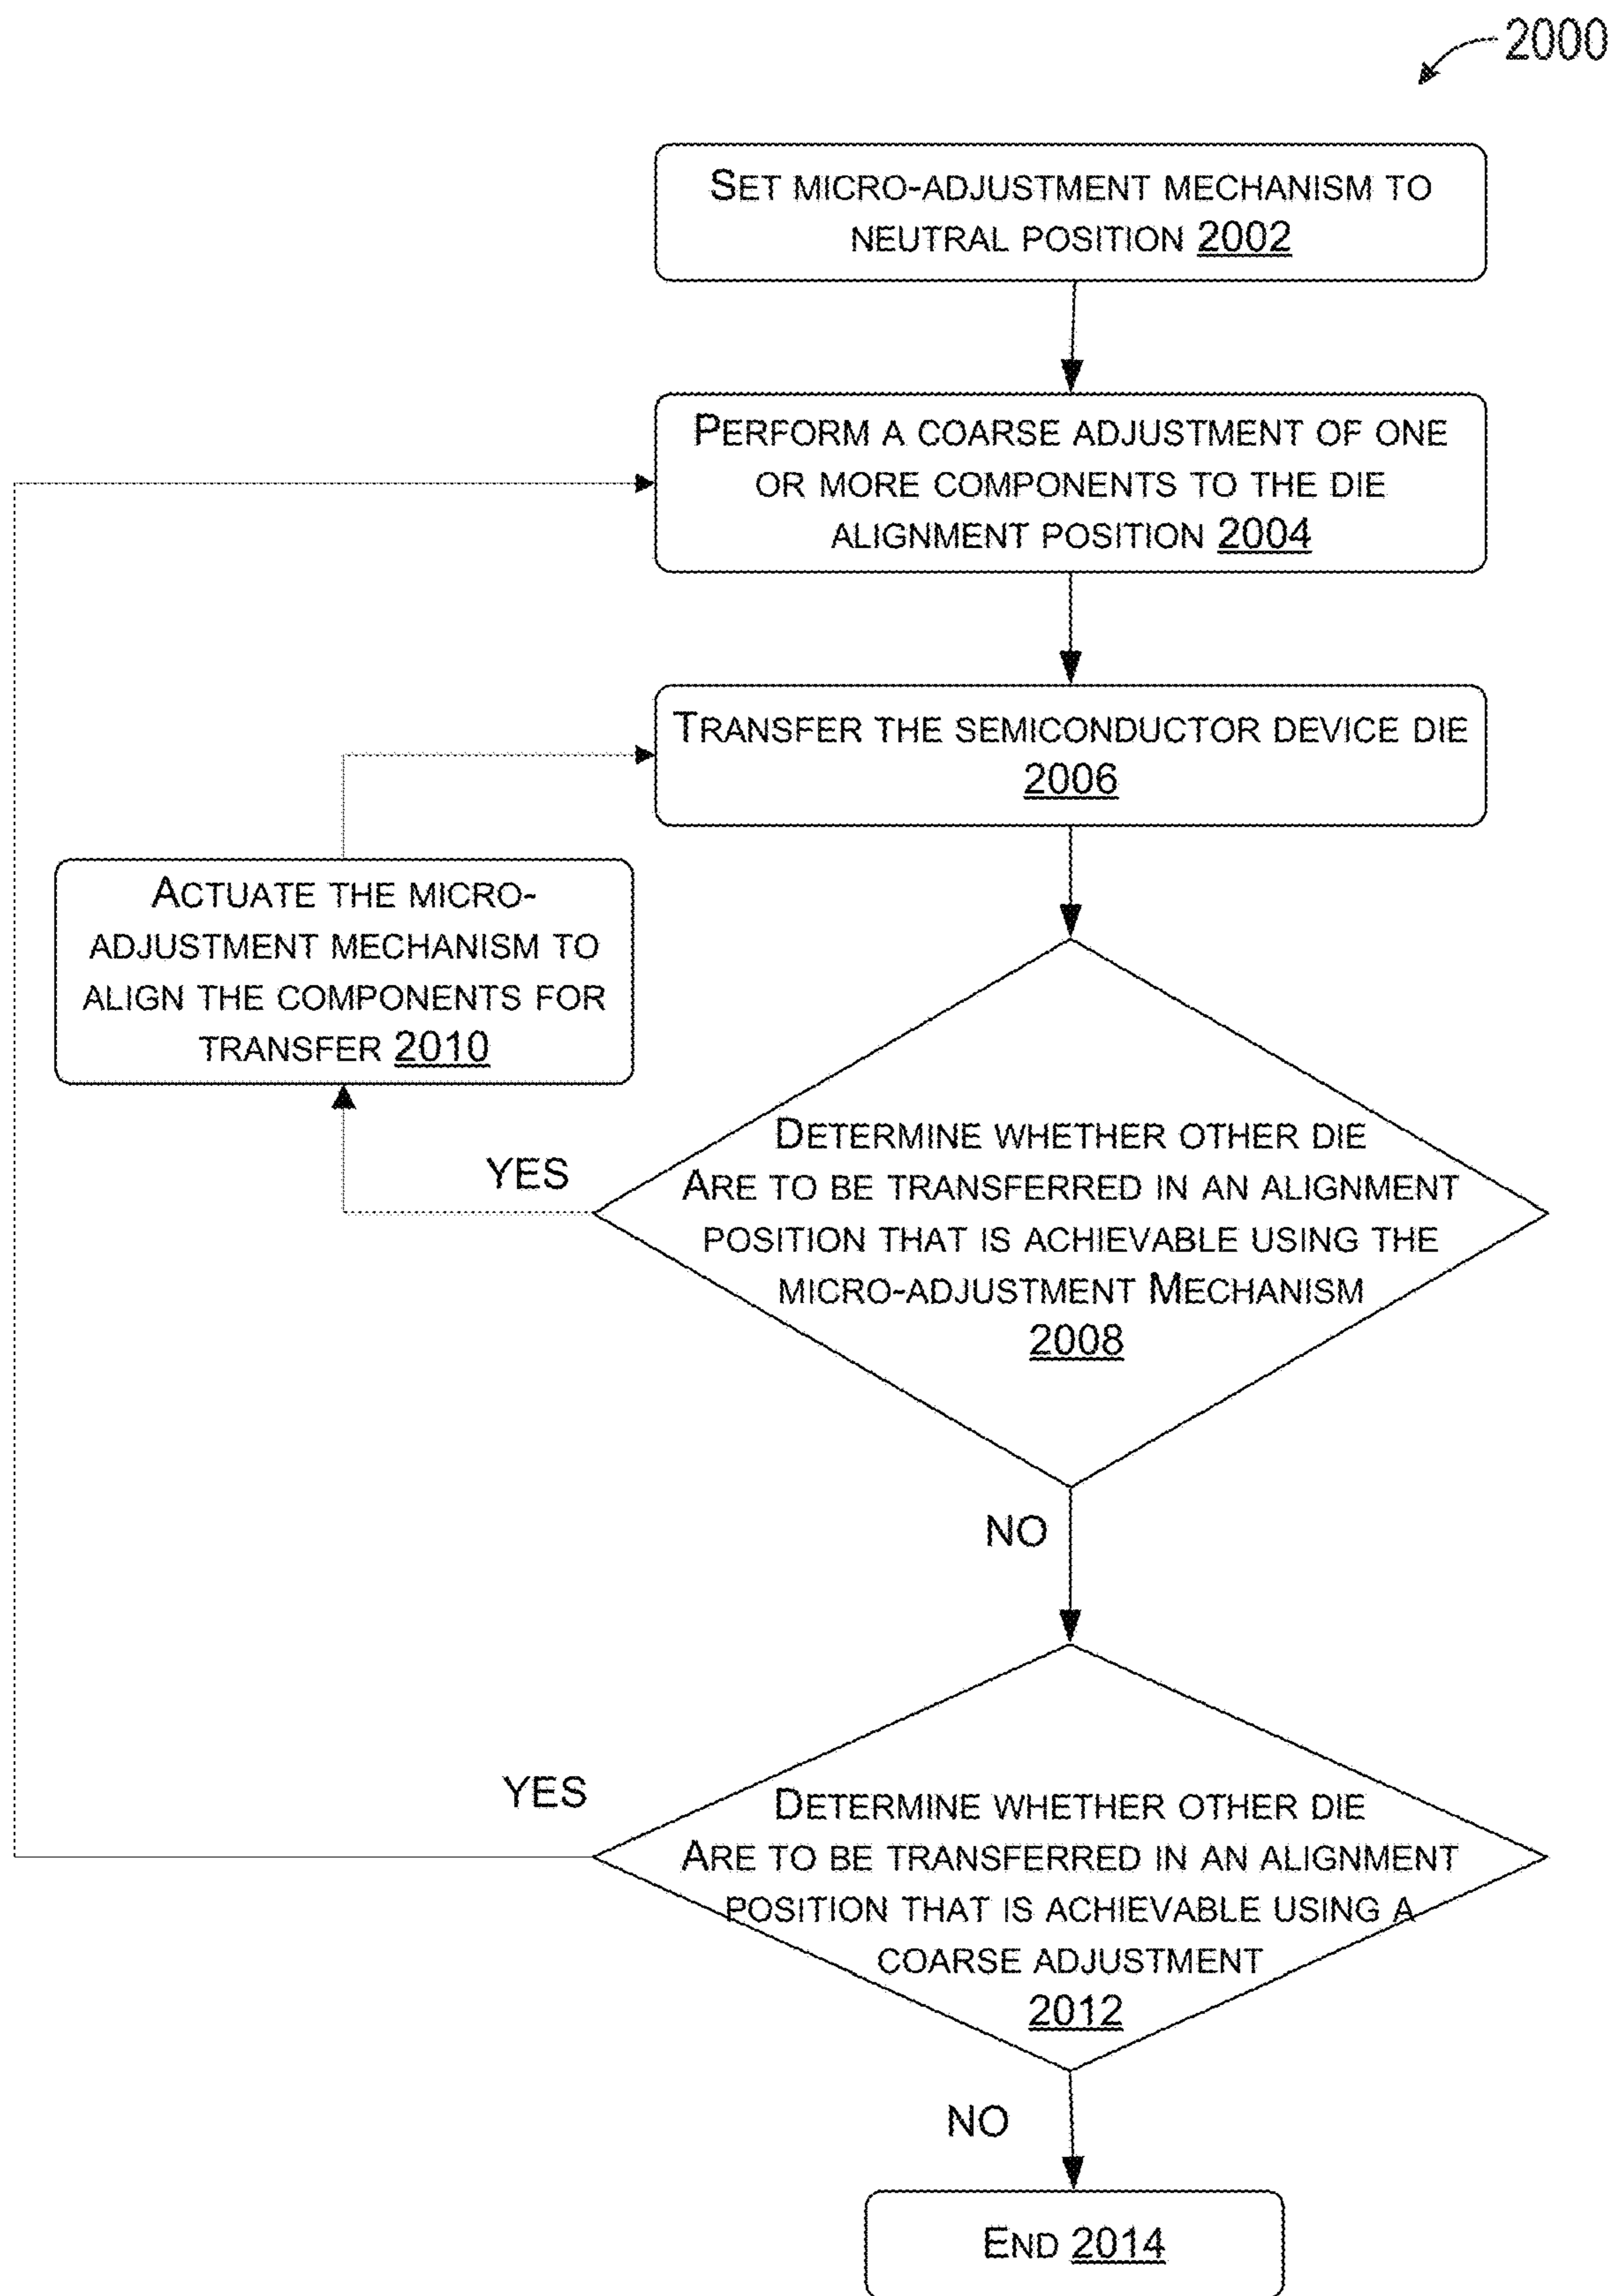 2000
SET MICRO-ADJUSTMENT MECHANISM TO
NEUTRAL POSITION 2002
PERFORM A COARSE ADJUSTMENT OF ONE
OR MORE COMPONENTS TO THE DIE
ALIGNMENT POSITION 2004
TRANSFER THE SEMICONDUCTOR DEVICE DIE
2006
ACTUATE THE MICRO-
ADJUSTMENT MECHANISM TO
ALIGN THE COMPONENTS FOR
TRANSFER 2010
YES
DETERMINE WHETHER OTHER DIE
ARE TO BE TRANSFERRED IN AN ALIGNMENT
POSITION THAT IS ACHIEVABLE USING THE
MICRO-ADJUSTMENT MECHANISM
2008
NO
YES
DETERMINE WHETHER OTHER DIE
ARE TO BE TRANSFERRED IN AN ALIGNMENT
POSITION THAT IS ACHIEVABLE USING A
COARSE ADJUSTMENT
2012
NO
END 2014